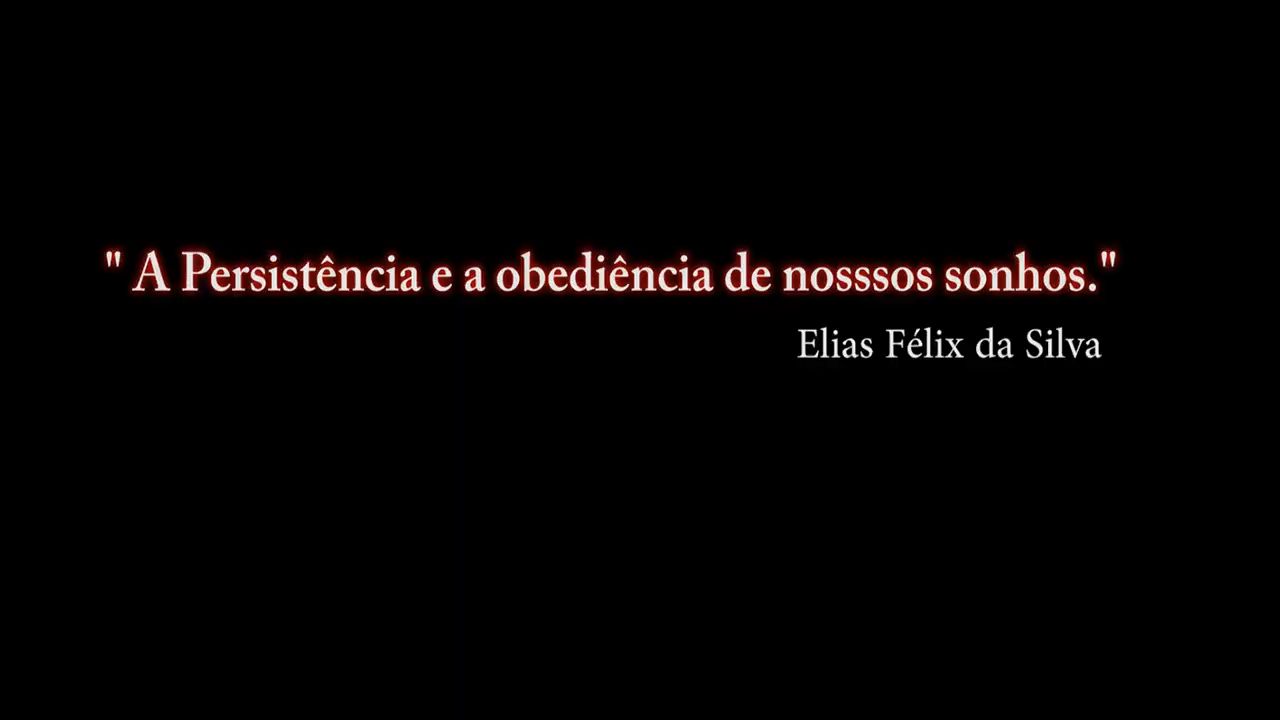 " A Persistência e a obediência de nosssos sonhos."
Elias Félix da Silva